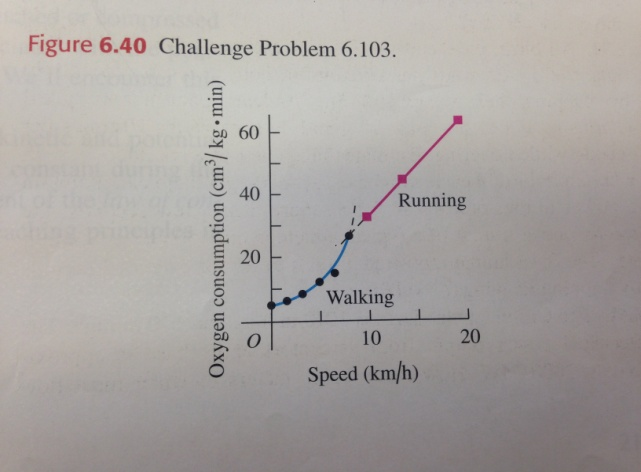 Figure 6.40 Challenge Problem 6.103.
Oxygen consumption (cm³/kg • min)
60
40
20
Running
Walking
O
10
20
Speed (km/h)